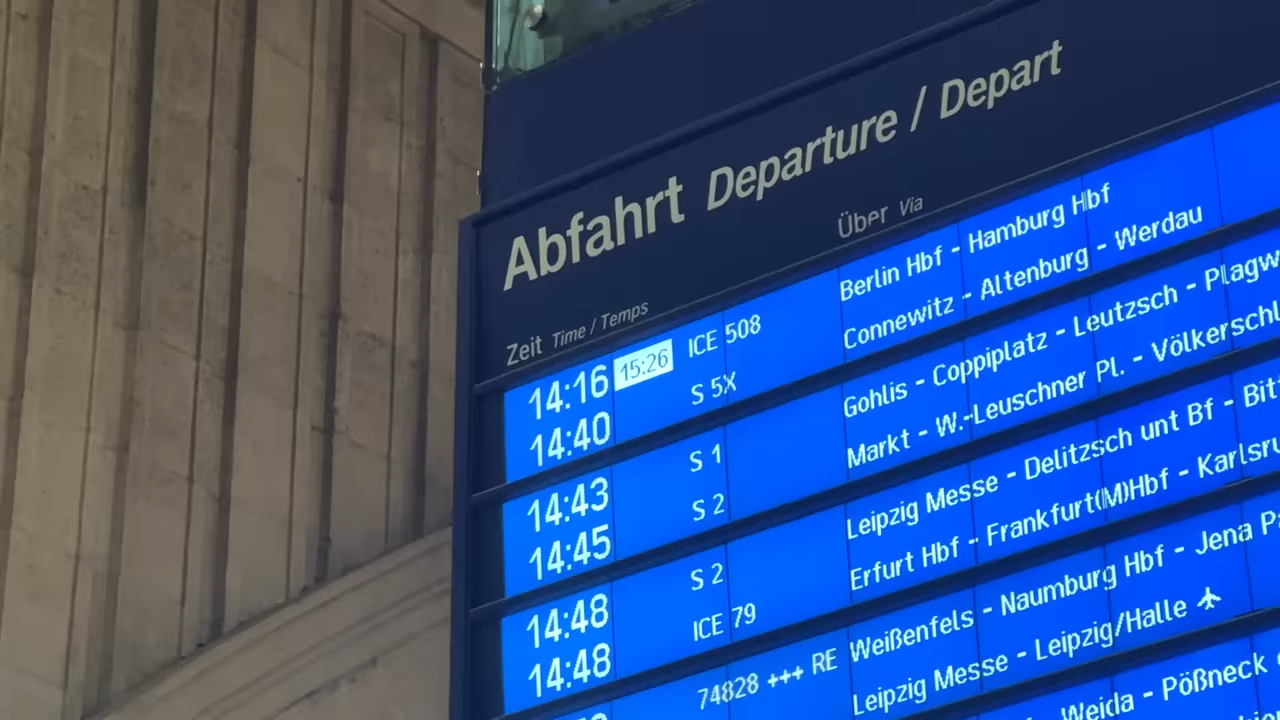 Abfahrt Departure / Depart
Zeit Time / Temps Über Via
14:16 15:26 ICE 508 Berlin Hbf - Hamburg Hbf
14:40 S 5X Connewitz - Altenburg - Werdau
14:43 S 1 Gohlis - Coppiplatz - Leutzsch - Plagw
14:45 S 2 Markt - W.-Leuschner Pl. - Völkerschl
14:48 S 2 Leipzig Messe - Delitzsch unt Bf - Bit
14:48 ICE 79 Erfurt Hbf - Frankfurt(M)Hbf - Karlsru
74828 +++ RE Weißenfels - Naumburg Hbf - Jena P
Leipzig Messe - Leipzig/Halle ✈
Weida - Pößneck